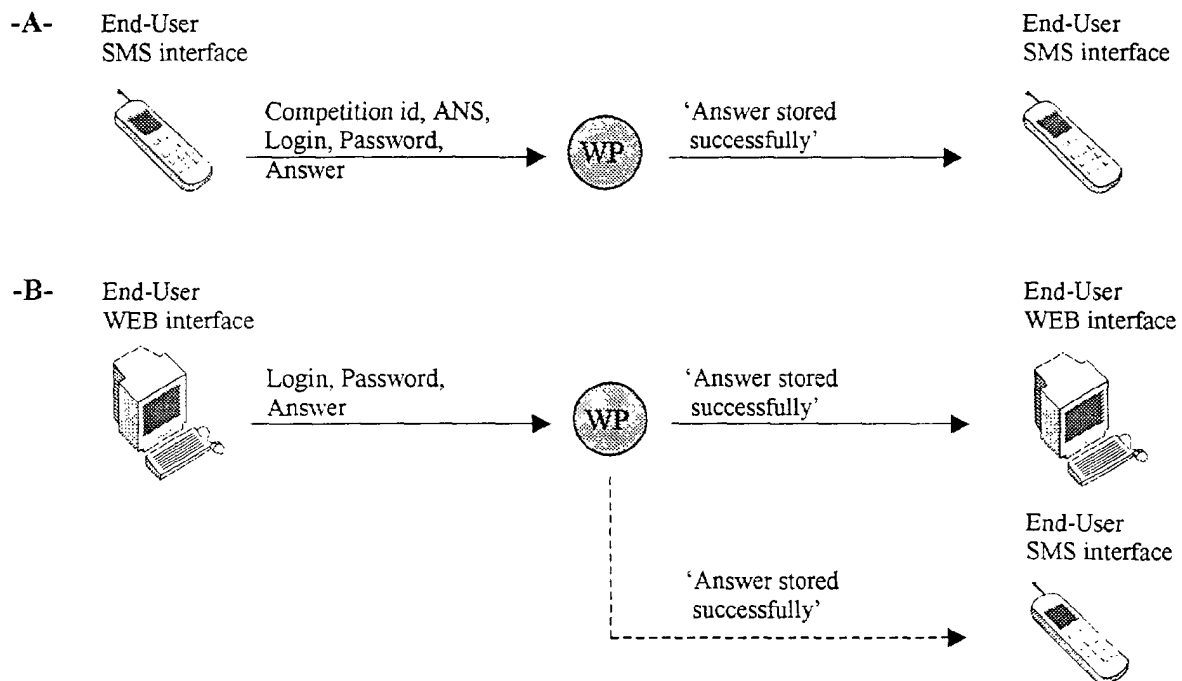 -A-
End-User
SMS interface
End-User
SMS interface
Competition id, ANS,
Login, Password,
Answer
WP
‘Answer stored
successfully’
-B-
End-User
WEB interface
End-User
WEB interface
Login, Password,
Answer
WP
‘Answer stored
successfully’
End-User
SMS interface
‘Answer stored
successfully’